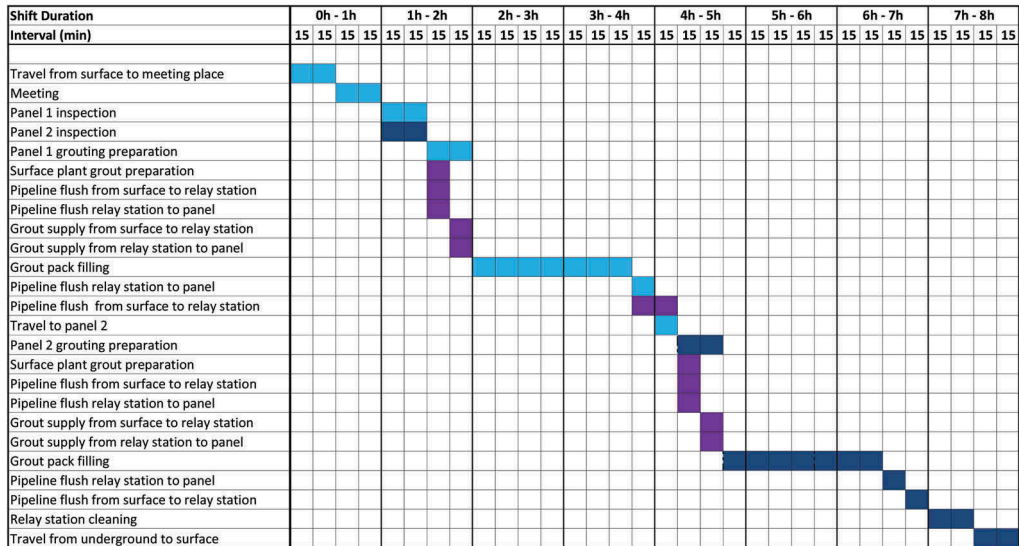 Shift Duration 0h - 1h 1h - 2h 2h - 3h 3h - 4h 4h - 5h 5h - 6h 6h - 7h 7h - 8h
Interval (min) 15 15 15 15 15 15 15 15 15 15 15 15 15 15 15 15 15 15 15 15 15 15 15 15 15 15 15 15 15 15 15 15
Travel from surface to meeting place
Meeting
Panel 1 inspection
Panel 2 inspection
Panel 1 grouting preparation
Surface plant grout preparation
Pipeline flush from surface to relay station
Pipeline flush relay station to panel
Grout supply from surface to relay station
Grout supply from relay station to panel
Grout pack filling
Pipeline flush relay station to panel
Pipeline flush from surface to relay station
Travel to panel 2
Panel 2 grouting preparation
Surface plant grout preparation
Pipeline flush from surface to relay station
Pipeline flush relay station to panel
Grout supply from surface to relay station
Grout supply from relay station to panel
Grout pack filling
Pipeline flush relay station to panel
Pipeline flush from surface to relay station
Relay station cleaning
Travel from underground to surface